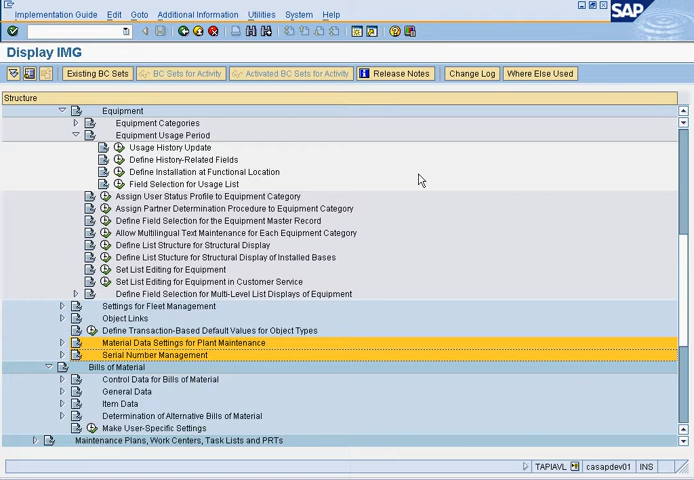 Implementation Guide Edit Goto Additional Information Utilities System Help
SAP
Display IMG
Existing BC Sets BC Sets for Activity Activated BC Sets for Activity Release Notes Change Log Where Else Used
Structure
Equipment
Equipment Categories
Equipment Usage Period
Usage History Update
Define History-Related Fields
Define Installation at Functional Location
Field Selection for Usage List
Assign User Status Profile to Equipment Category
Assign Partner Determination Procedure to Equipment Category
Define Field Selection for the Equipment Master Record
Allow Multilingual Text Maintenance for Each Equipment Category
Define List Structure for Structural Display
Define List Structure for Structural Display of Installed Bases
Set List Editing for Equipment
Set List Editing for Equipment in Customer Service
Define Field Selection for Multi-Level List Displays of Equipment
Settings for Fleet Management
Object Links
Define Transaction-Based Default Values for Object Types
Material Data Settings for Plant Maintenance
Serial Number Management
Bills of Material
Control Data for Bills of Material
General Data
Item Data
Determination of Alternative Bills of Material
Make User-Specific Settings
Maintenance Plans, Work Centers, Task Lists and PRTs
TAPIAVL casapdev01 INS